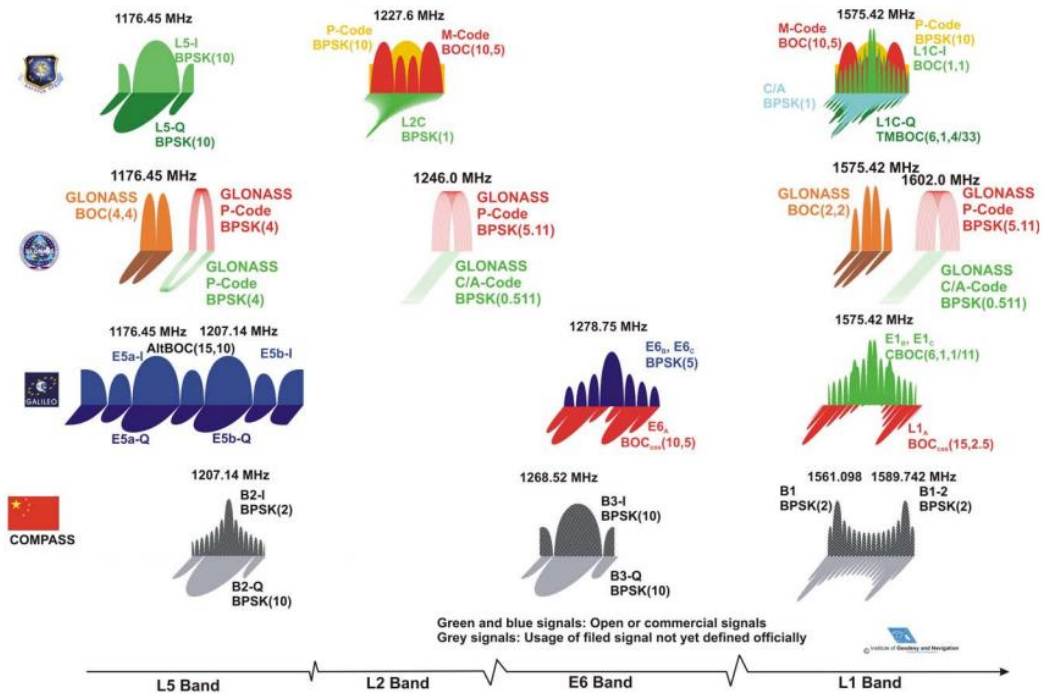 1176.45 MHz
L5-I
BPSK(10)
L5-Q
BPSK(10)
1227.6 MHz
P-Code
BPSK(10)
M-Code
BOC(10,5)
L2C
BPSK(1)
1575.42 MHz
M-Code
BOC(10,5)
P-Code
BPSK(10)
L1C-I
BOC(1,1)
C/A
BPSK(1)
L1C-Q
TMBOC(6,1,4/33)
1176.45 MHz
GLONASS
BOC(4,4)
GLONASS
P-Code
BPSK(4)
GLONASS
P-Code
BPSK(4)
1246.0 MHz
GLONASS
P-Code
BPSK(5.11)
GLONASS
C/A-Code
BPSK(0.511)
1575.42 MHz
GLONASS
BOC(2,2)
1602.0 MHz
GLONASS
P-Code
BPSK(5.11)
GLONASS
C/A-Code
BPSK(0.511)
GALILEO
1176.45 MHz
1207.14 MHz
AltBOC(15,10)
E5a-I
E5b-I
E5a-Q
E5b-Q
1278.75 MHz
E6B, E6C
BPSK(5)
E6A
BOCcos(10,5)
1575.42 MHz
E1B, E1C
CBOC(6,1,1/11)
L1A
BOCcos(15,2.5)
COMPASS
1207.14 MHz
B2-I
BPSK(2)
B2-Q
BPSK(10)
1268.52 MHz
B3-I
BPSK(10)
B3-Q
BPSK(10)
1561.098
1589.742 MHz
B1
BPSK(2)
B1-2
BPSK(2)
Green and blue signals: Open or commercial signals
Grey signals: Usage of filed signal not yet defined officially
© Institute of Geodesy and Navigation
L5 Band
L2 Band
E6 Band
L1 Band